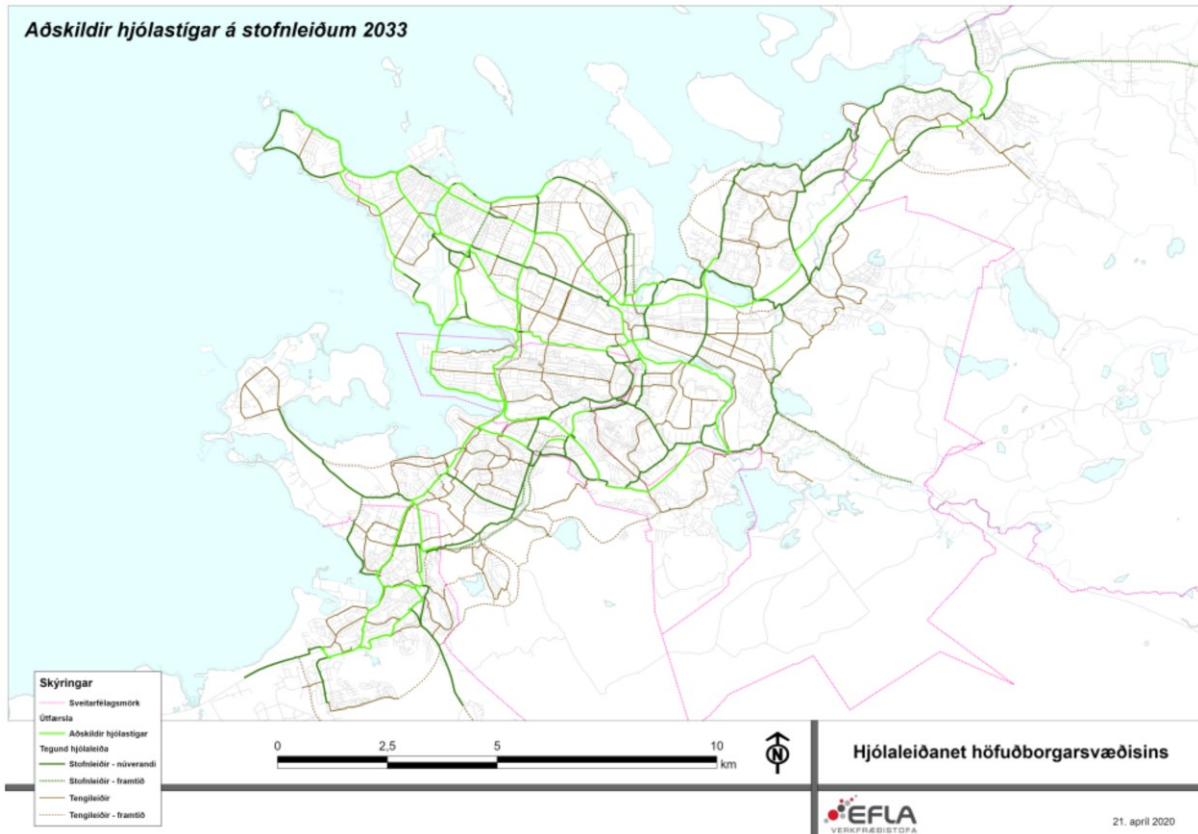 Aðskildir hjólastígar á stofnleiðum 2033
Skýringar
Sveitarfélagsmörk
Útfærsla
Aðskildir hjólastígar
Tegund hjólaleiða
Stofnleiðir - núverandi
Stofnleiðir - framtíð
Tengileiðir
Tengileiðir - framtíð
0 2,5 5 10
km
N
Hjólaleiðanet höfuðborgarsvæðisins
EFLA
VERKFRÆÐISTOFA
21. apríl 2020